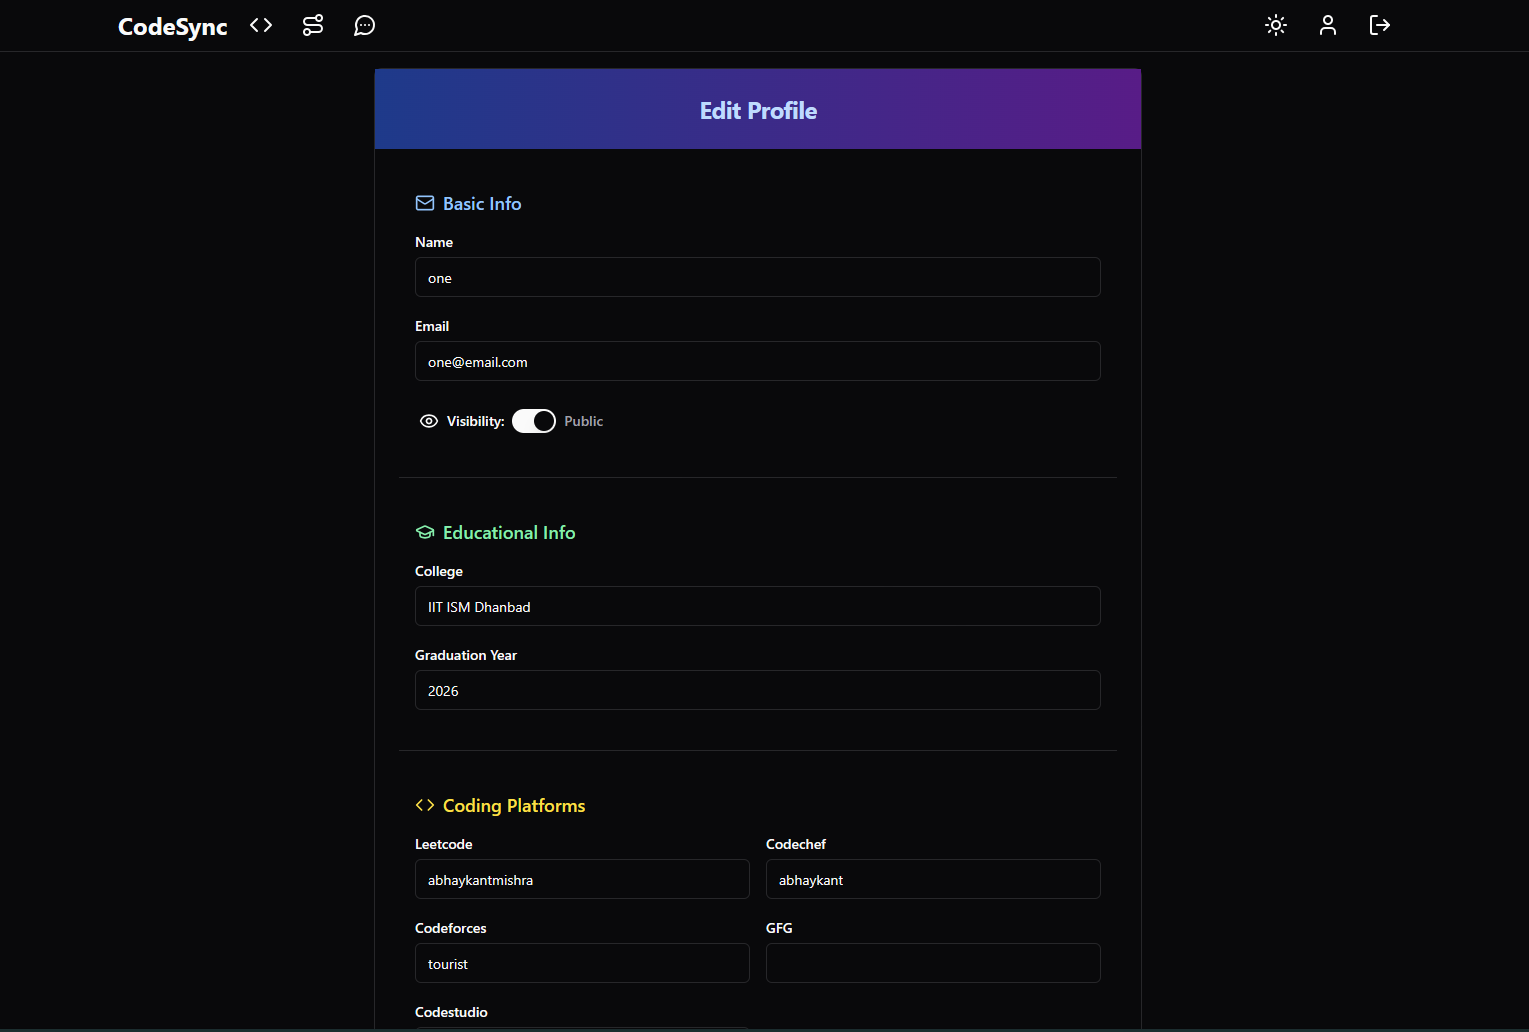 CodeSync
Edit Profile
Basic Info
Name
one
Email
one@email.com
Visibility: Public
Educational Info
College
IIT ISM Dhanbad
Graduation Year
2026
Coding Platforms
Leetcode Codechef
abhaykantmishra abhaykant
Codeforces GFG
tourist
Codestudio